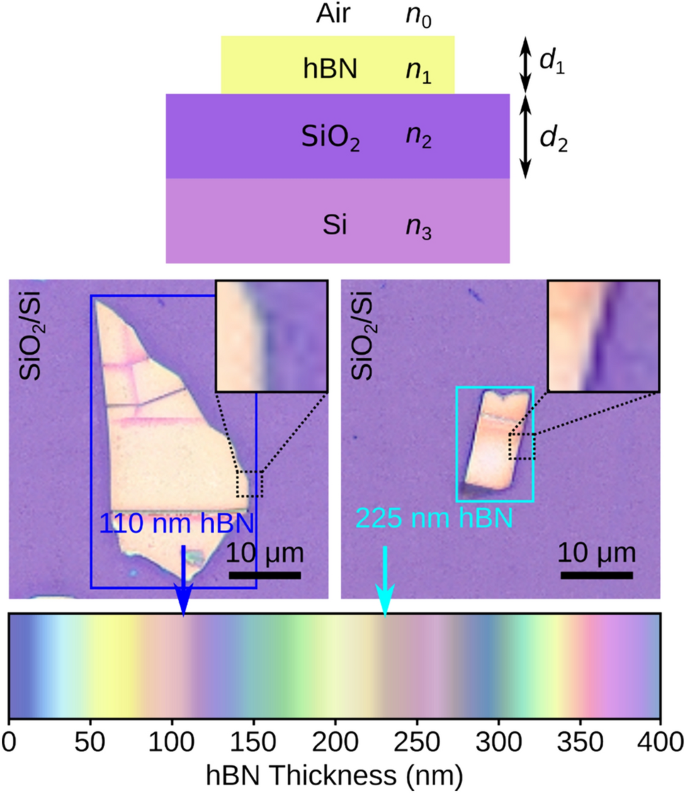 Air n₀
hBN n₁
d₁
SiO₂ n₂
d₂
Si n₃
SiO₂/Si
110 nm hBN
10 µm
SiO₂/Si
225 nm hBN
10 µm
0 50 100 150 200 250 300 350 400
hBN Thickness (nm)